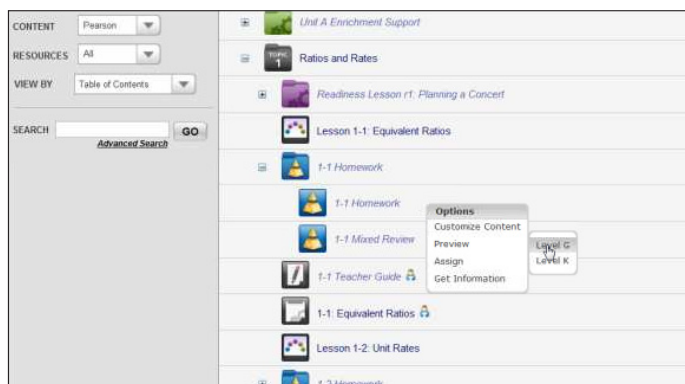 CONTENT Pearson
RESOURCES All
VIEW BY Table of Contents
SEARCH GO
Advanced Search
Unit A Enrichment Support
TOPIC 1 Ratios and Rates
Readiness Lesson r1: Planning a Concert
Lesson 1-1: Equivalent Ratios
1-1 Homework
1-1 Homework
1-1 Mixed Review
1-1 Teacher Guide
1-1: Equivalent Ratios
Lesson 1-2: Unit Rates
1-2 Homework
Options
Customize Content
Preview
Assign
Get Information
Level G
Level K